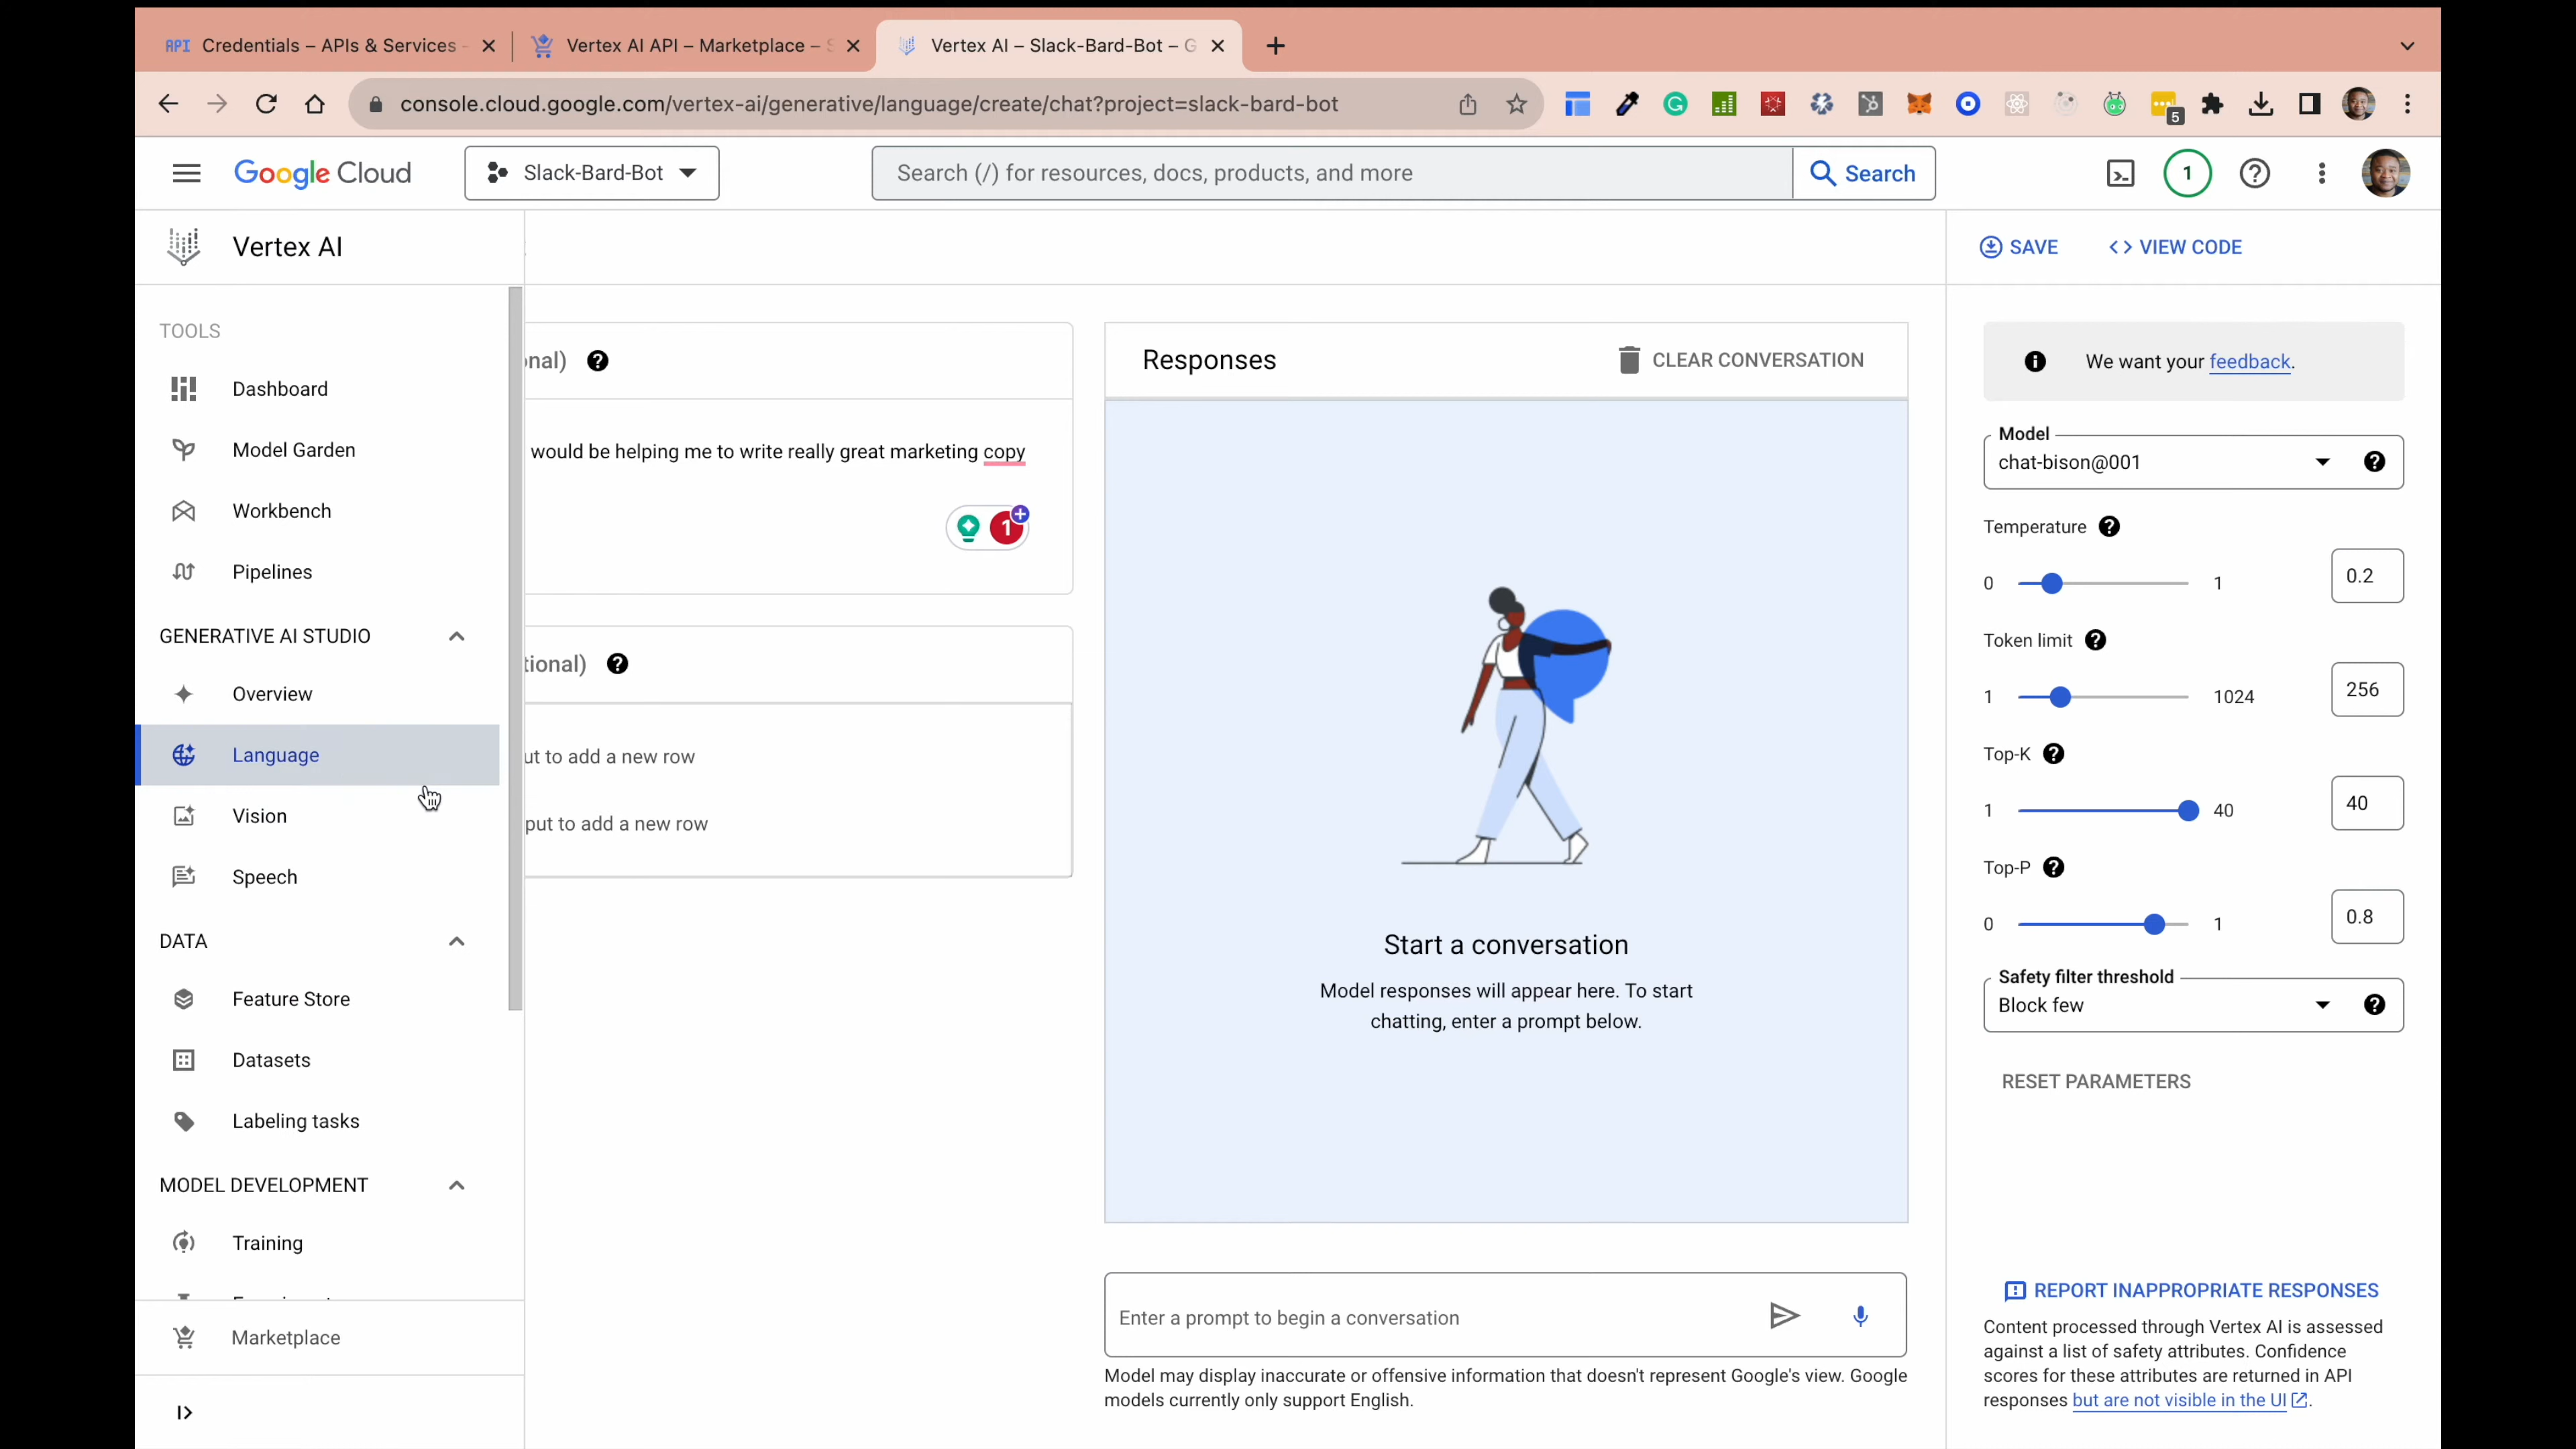 API Credentials – APIs & Services -
Vertex AI API – Marketplace – S
Vertex AI – Slack-Bard-Bot – G
console.cloud.google.com/vertex-ai/generative/language/create/chat?project=slack-bard-bot
5
Google Cloud
Slack-Bard-Bot
Search (/) for resources, docs, products, and more
Search
1
Vertex AI
SAVE
VIEW CODE
TOOLS
Dashboard
Model Garden
Workbench
Pipelines
GENERATIVE AI STUDIO
Overview
Language
Vision
Speech
DATA
Feature Store
Datasets
Labeling tasks
MODEL DEVELOPMENT
Training
Marketplace
onal)
would be helping me to write really great marketing copy
1
tional)
ut to add a new row
put to add a new row
Responses
CLEAR CONVERSATION
Start a conversation
Model responses will appear here. To start
chatting, enter a prompt below.
Enter a prompt to begin a conversation
Model may display inaccurate or offensive information that doesn't represent Google's view. Google
models currently only support English.
We want your feedback.
Model
chat-bison@001
Temperature
0 1 0.2
Token limit
1 1024 256
Top-K
1 40 40
Top-P
0 1 0.8
Safety filter threshold
Block few
RESET PARAMETERS
REPORT INAPPROPRIATE RESPONSES
Content processed through Vertex AI is assessed
against a list of safety attributes. Confidence
scores for these attributes are returned in API
responses but are not visible in the UI.